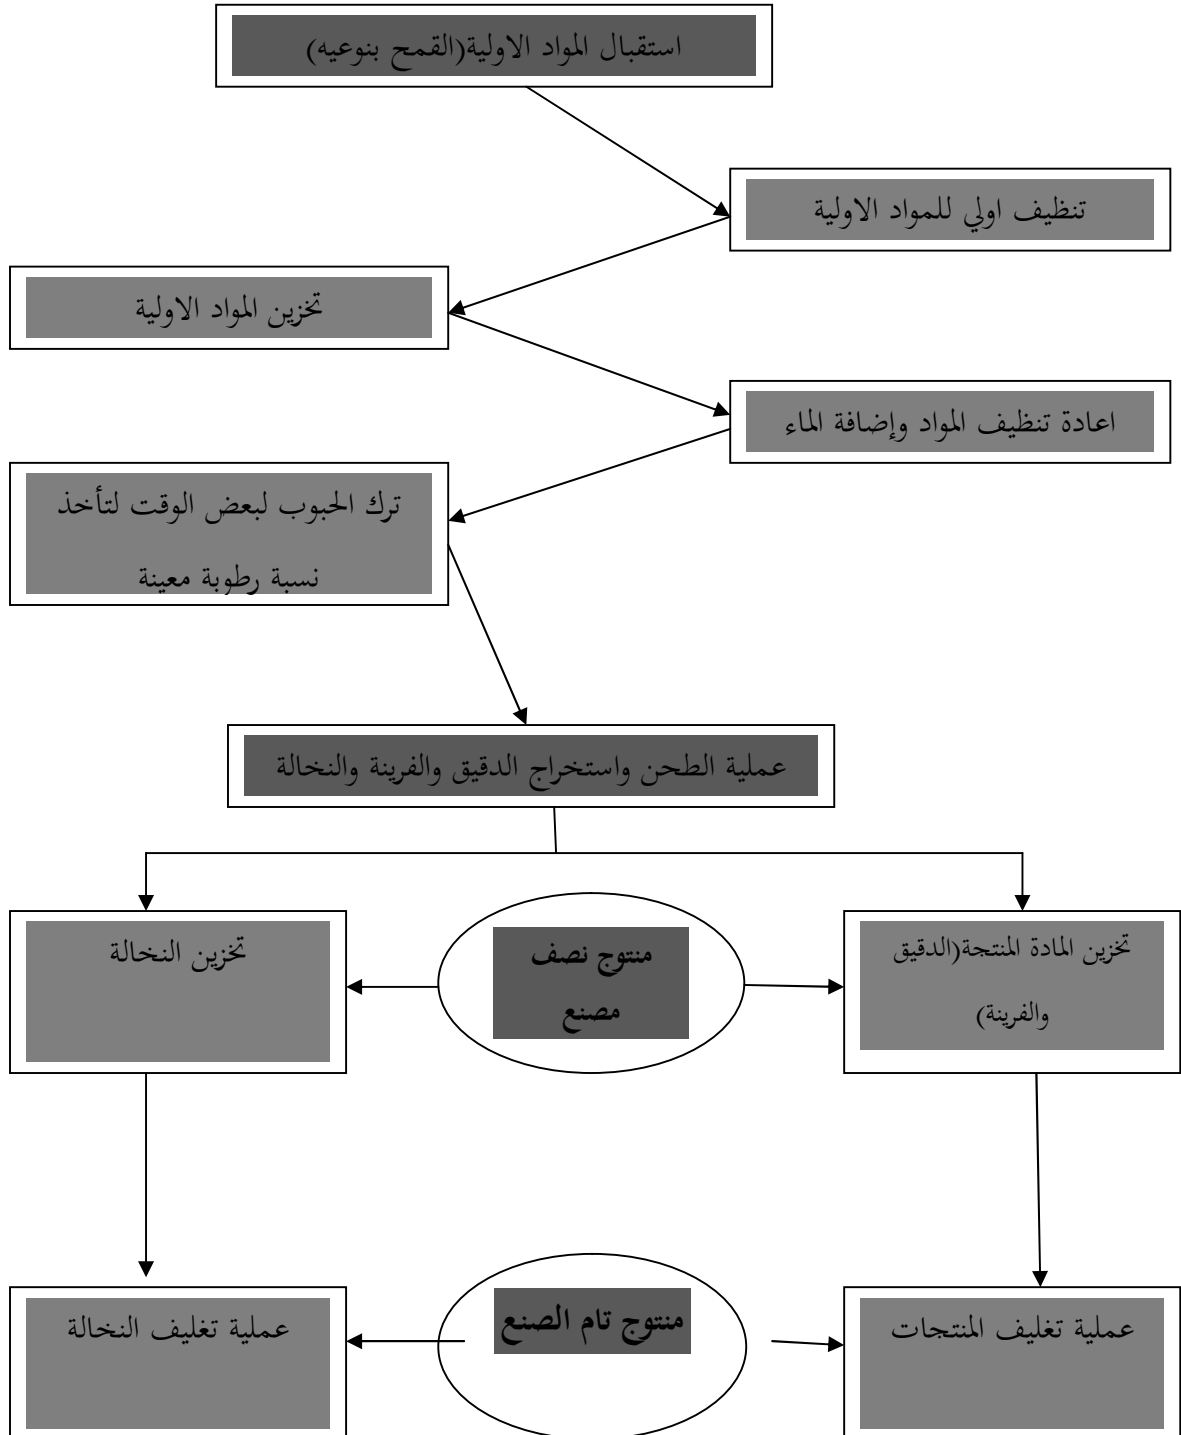 استقبال المواد الاولية(القمح بنوعيه)
تنظيف اولي للمواد الاولية
تخزين المواد الاولية
اعادة تنظيف المواد وإضافة الماء
ترك الحبوب لبعض الوقت لتأخذ
نسبة رطوبة معينة
عملية الطحن واستخراج الدقيق والفرينة والنخالة
تخزين المادة المنتجة(الدقيق
والفرينة)
منتوج نصف
مصنع
تخزين النخالة
عملية تغليف المنتجات
منتوج تام الصنع
عملية تغليف النخالة